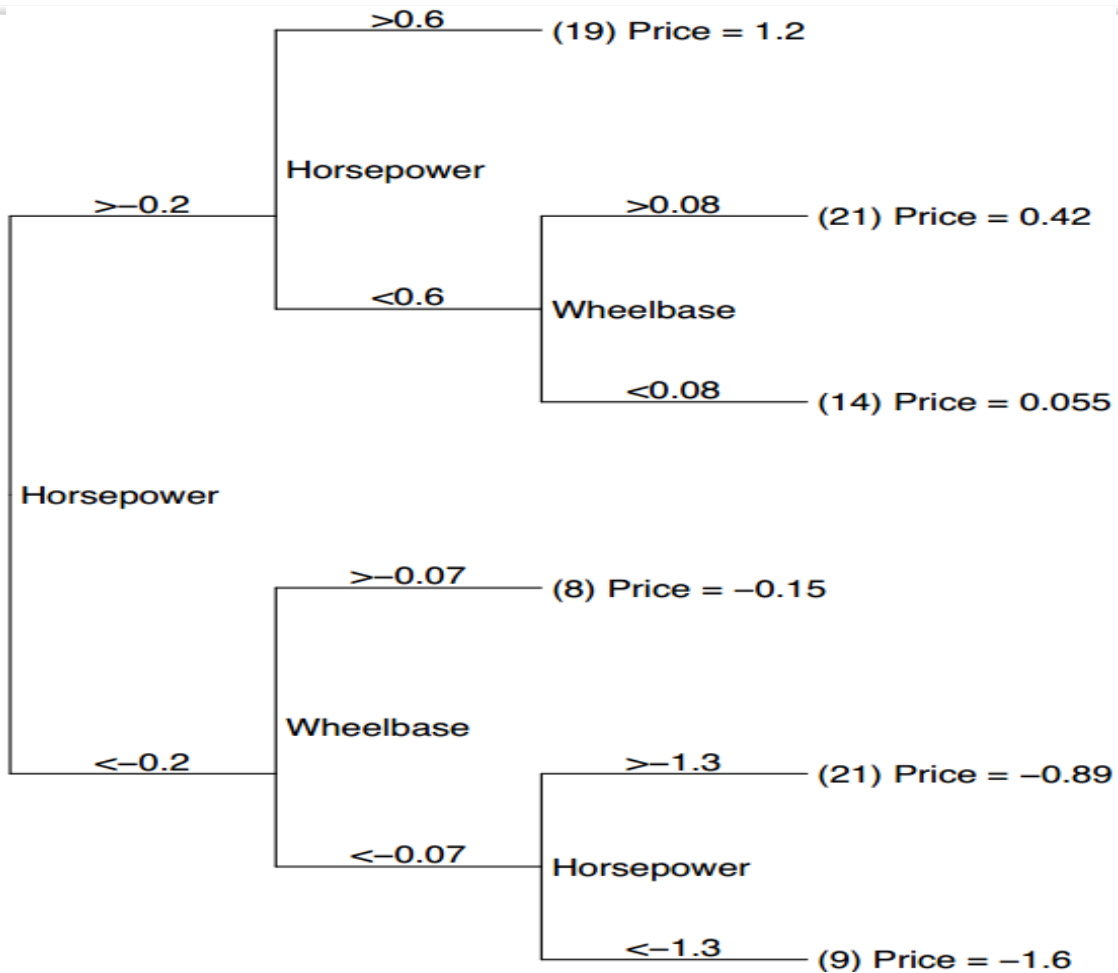 >0.6
(19) Price = 1.2
Horsepower
>−0.2
>0.08
(21) Price = 0.42
<0.6
Wheelbase
<0.08
(14) Price = 0.055
Horsepower
>−0.07
(8) Price = −0.15
Wheelbase
<−0.2
>−1.3
(21) Price = −0.89
<−0.07
Horsepower
<−1.3
(9) Price = −1.6